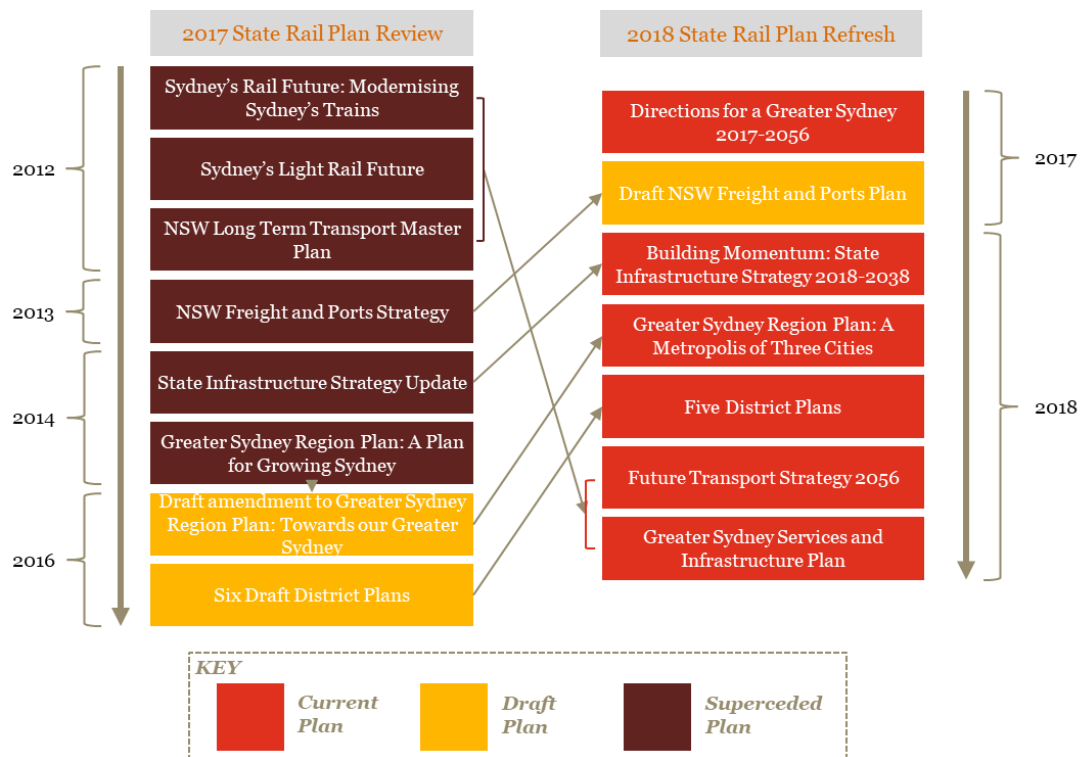 2017 State Rail Plan Review
2012
Sydney's Rail Future: Modernising
Sydney's Trains
Sydney's Light Rail Future
NSW Long Term Transport Master
Plan
2013
NSW Freight and Ports Strategy
2014
State Infrastructure Strategy Update
Greater Sydney Region Plan: A Plan
for Growing Sydney
2016
Draft amendment to Greater Sydney
Region Plan: Towards our Greater
Sydney
Six Draft District Plans
2018 State Rail Plan Refresh
Directions for a Greater Sydney
2017-2056
2017
Draft NSW Freight and Ports Plan
Building Momentum: State
Infrastructure Strategy 2018-2038
Greater Sydney Region Plan: A
Metropolis of Three Cities
Five District Plans
2018
Future Transport Strategy 2056
Greater Sydney Services and
Infrastructure Plan
KEY
Current
Plan
Draft
Plan
Superceded
Plan